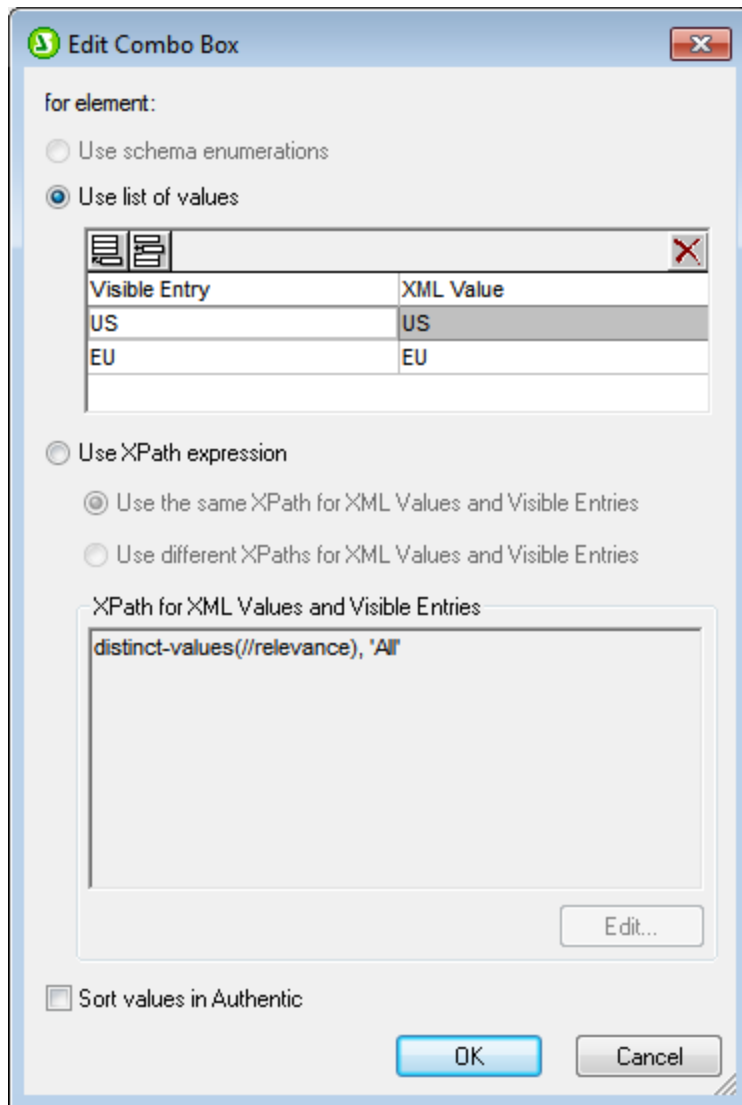 Edit Combo Box
for element:
Use schema enumerations
Use list of values
Visible Entry XML Value
US US
EU EU
Use XPath expression
Use the same XPath for XML Values and Visible Entries
Use different XPaths for XML Values and Visible Entries
XPath for XML Values and Visible Entries
distinct-values(//relevance), 'All'
Edit...
Sort values in Authentic
OK Cancel